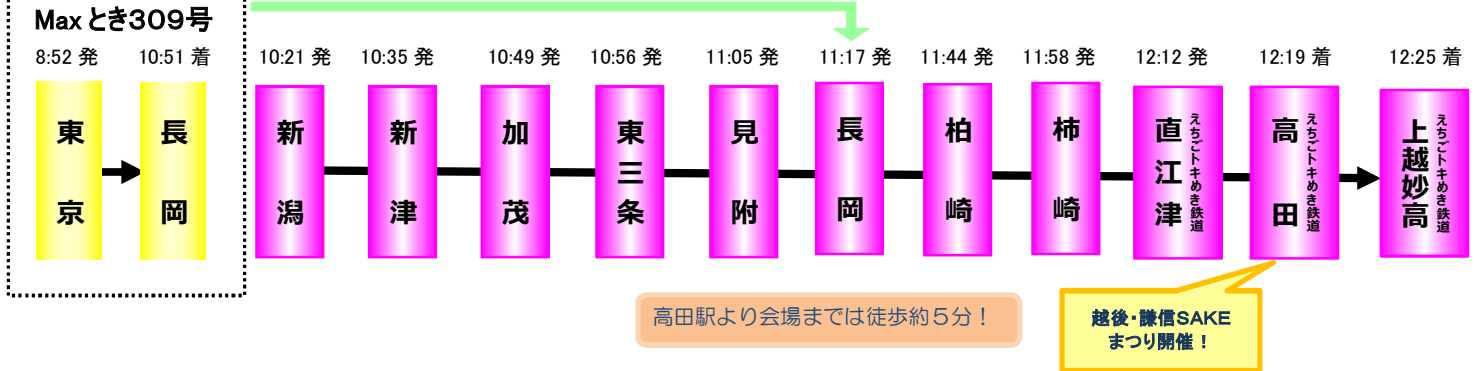 Maxとき309号
8:52 発 10:51 着 10:21 発 10:35 発 10:49 発 10:56 発 11:05 発 11:17 発 11:44 発 11:58 発 12:12 発 12:19 着 12:25 着
東京
長岡
新潟
新津
加茂
東三条
見附
長岡
柏崎
柿崎
直江津
えちごトキめき鉄道
高田
えちごトキめき鉄道
上越妙高
えちごトキめき鉄道
高田駅より会場までは徒歩約5分！
越後・謙信SAKE
まつり開催！